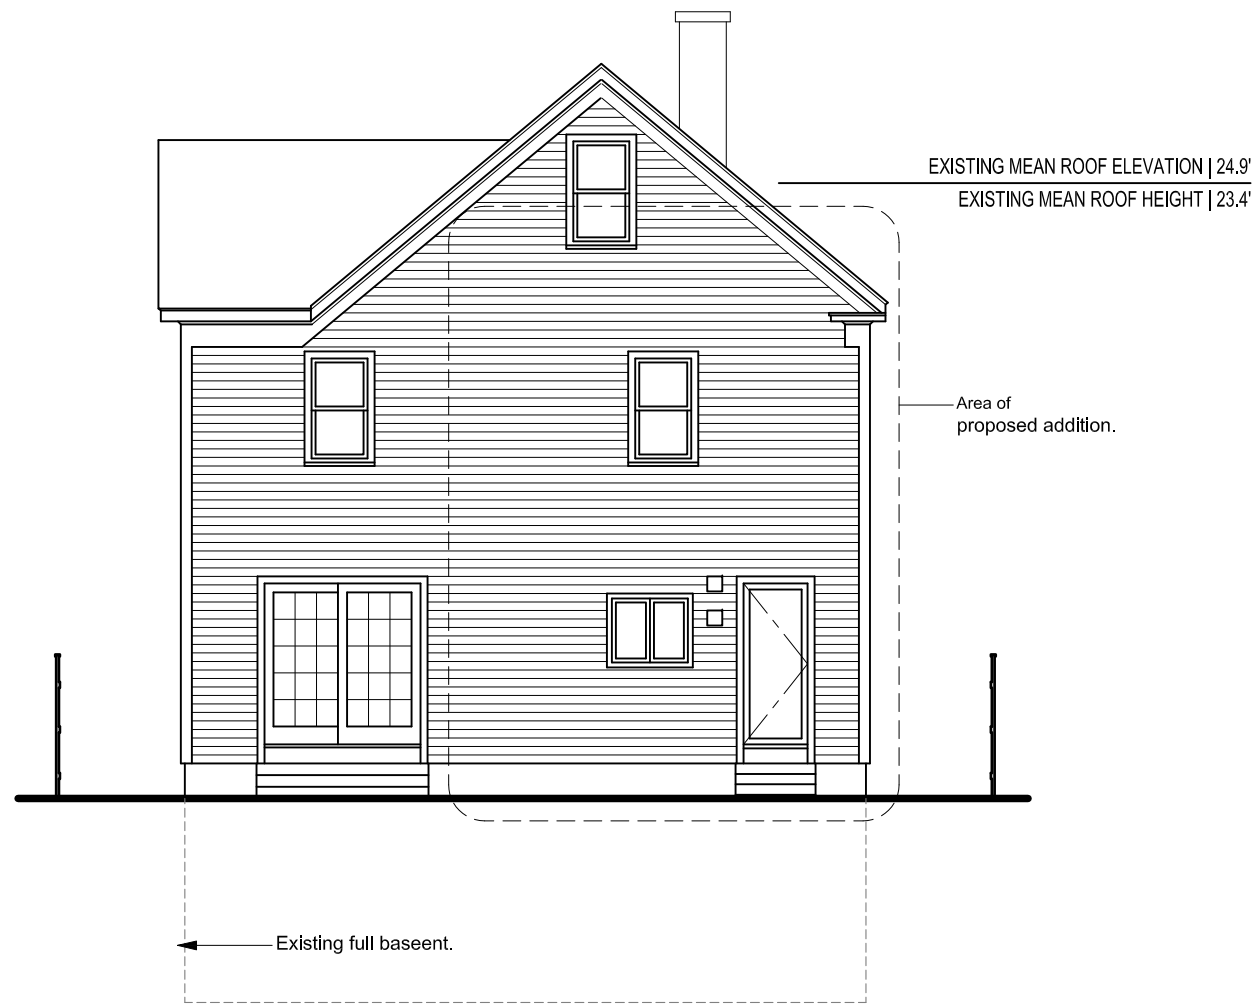 EXISTING MEAN ROOF ELEVATION | 24.9'
EXISTING MEAN ROOF HEIGHT | 23.4'
Area of
proposed addition.
Existing full baseent.